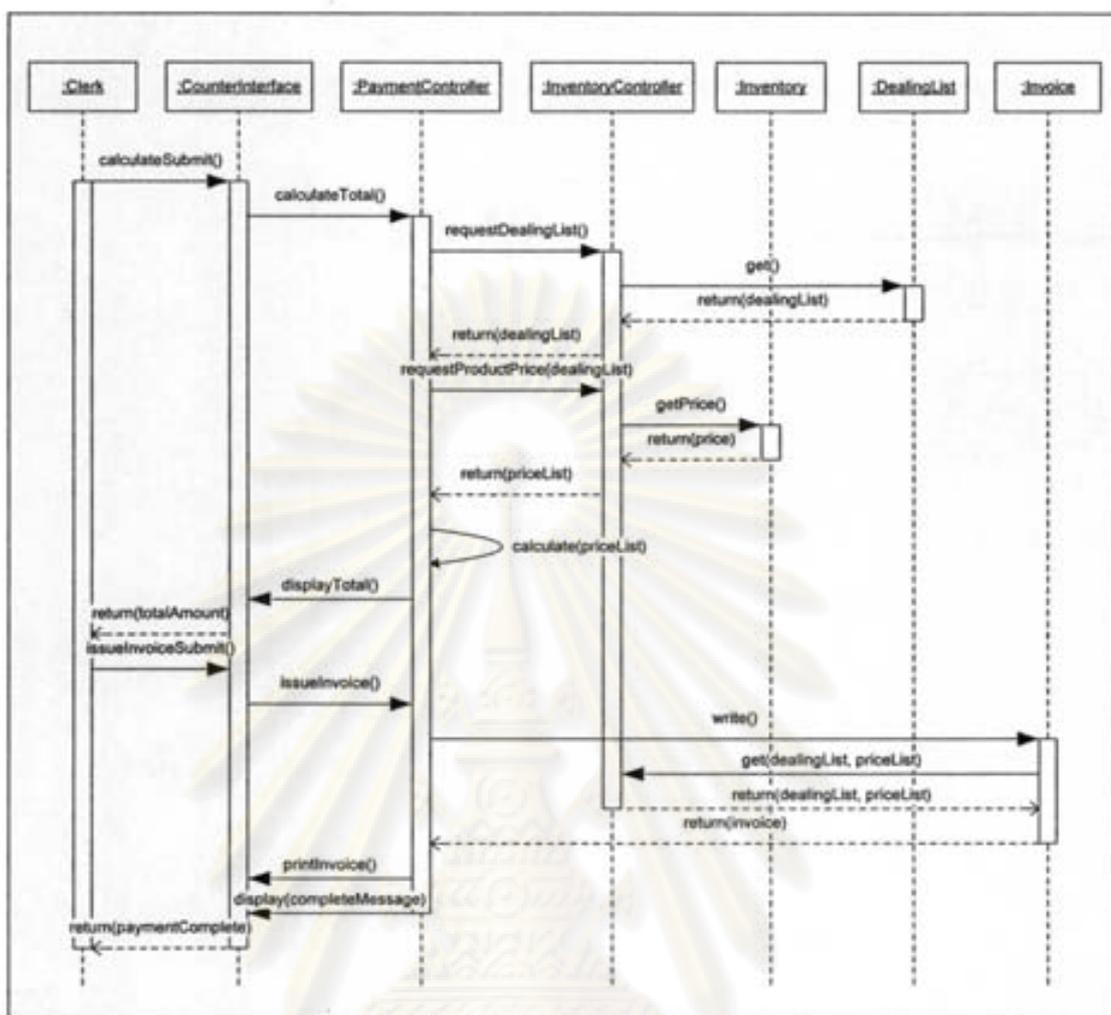 :Clerk
:CounterInterface
:PaymentController
:InventoryController
:Inventory
:DealingList
:Invoice
calculateSubmit()
calculateTotal()
requestDealingList()
get()
return(dealingList)
return(dealingList)
requestProductPrice(dealingList)
getPrice()
return(price)
return(priceList)
calculate(priceList)
displayTotal()
return(totalAmount)
issueInvoiceSubmit()
issueInvoice()
write()
get(dealingList, priceList)
return(dealingList, priceList)
return(invoice)
printInvoice()
display(completeMessage)
return(paymentComplete)